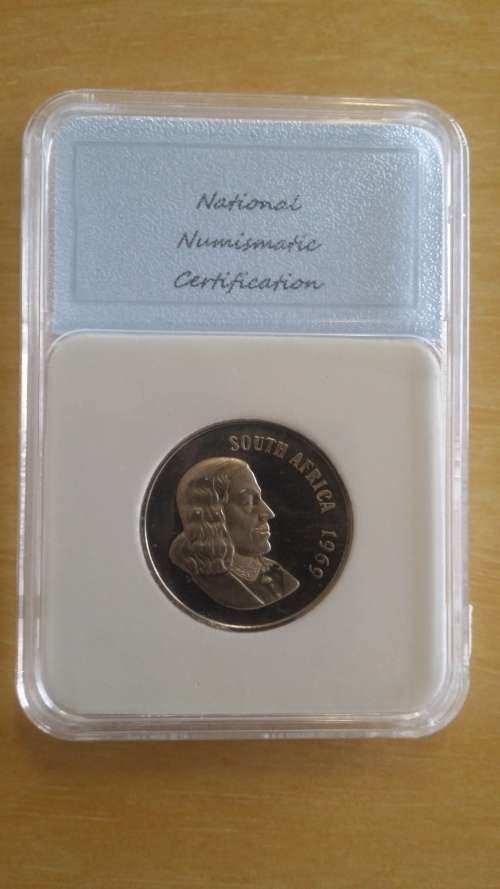 National
Numismatic
Certification
SOUTH AFRICA 1969